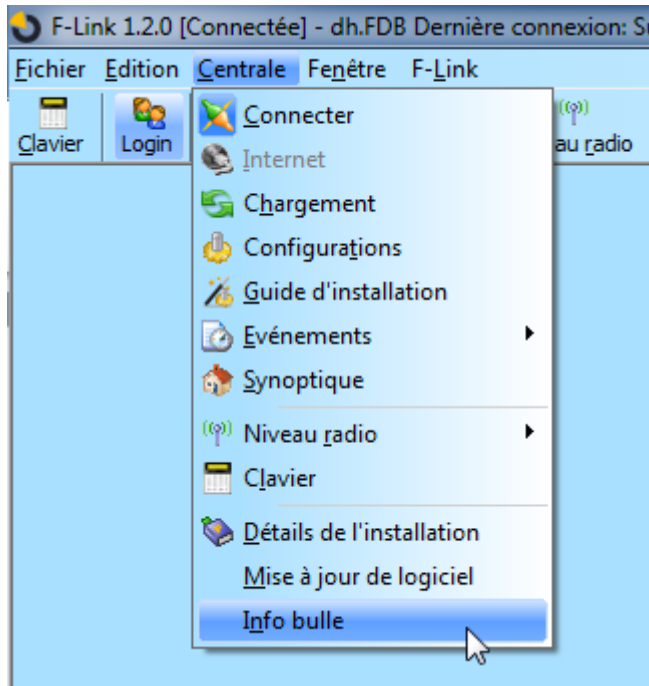 F-Link 1.2.0 [Connectée] - dh.FDB Dernière connexion:
Fichier Edition Centrale Fenêtre F-Link
Clavier Login au radio
Connecter
Internet
Chargement
Configurations
Guide d'installation
Evénements
Synoptique
Niveau radio
Clavier
Détails de l'installation
Mise à jour de logiciel
Info bulle